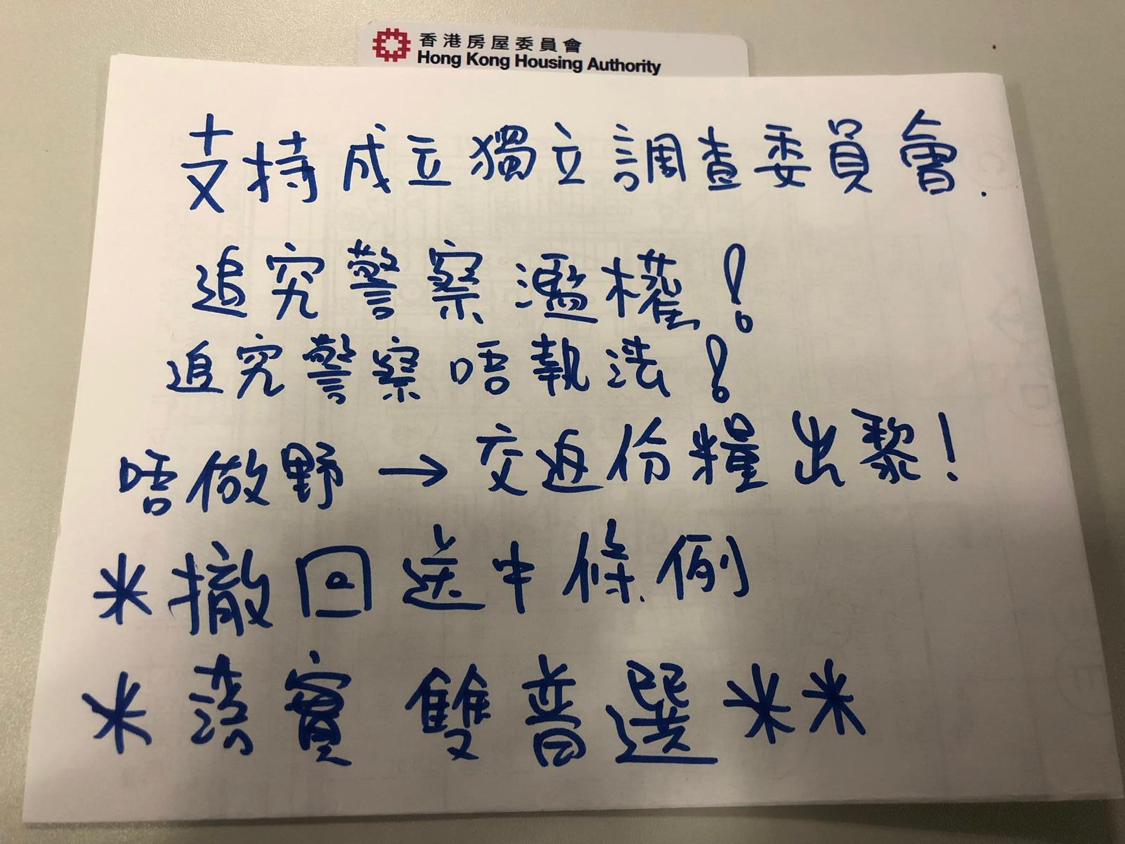 香港房屋委員會
Hong Kong Housing Authority
支持成立獨立調查委員會.
追究警察濫權！
追究警察唔執法！
唔做野 → 交返份糧出黎！
*撤回送中條例
*落實 雙普選**